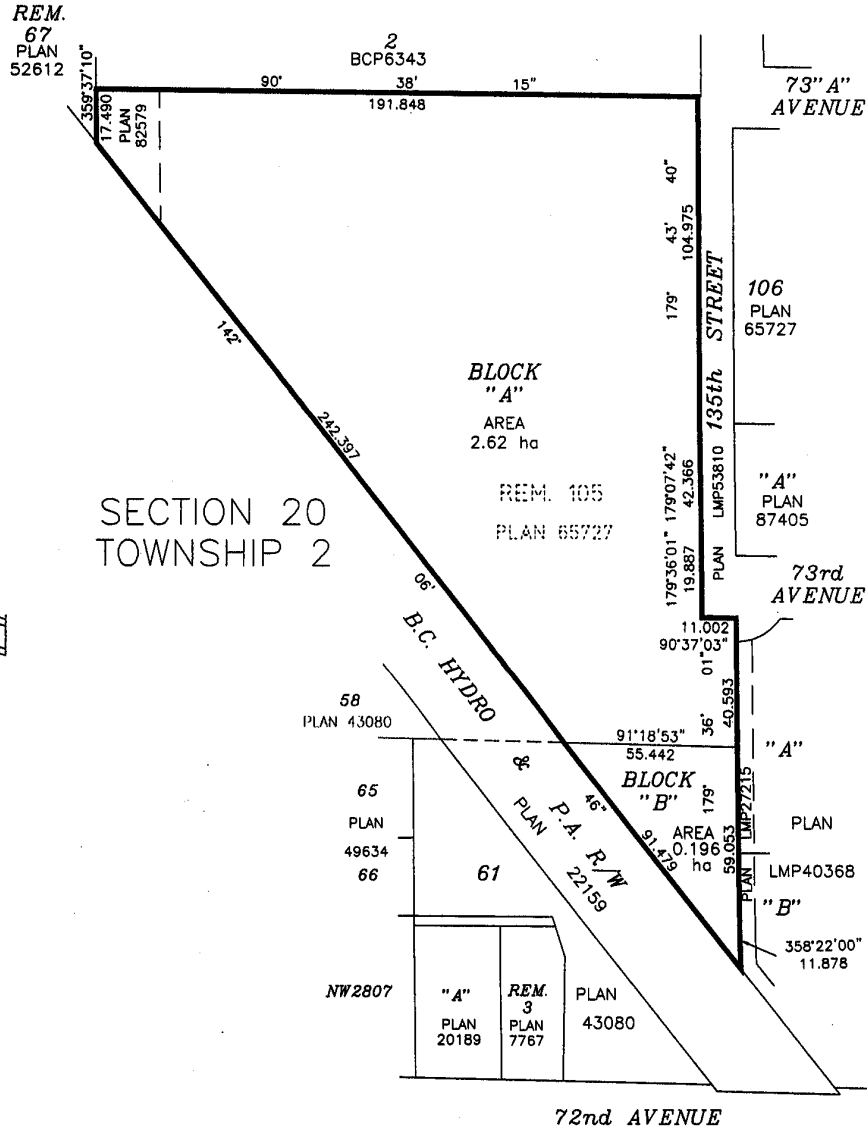 REM.
67
PLAN
52612
2
BCP6343
90° 38' 15"
191.848
73"A"
AVENUE
359°37'10"
17.490
PLAN
82579
179° 43' 40"
104.975
135th STREET
106
PLAN
65727
142° 06' 46"
242.397
BLOCK
"A"
AREA
2.62 ha
REM. 105
PLAN 65727
179°07'42"
42.366
179°36'01"
19.887
PLAN LMP53810
"A"
PLAN
87405
SECTION 20
TOWNSHIP 2
73rd
AVENUE
11.002
90°37'03"
B.C. HYDRO & P.A. R/W
PLAN 22159
179° 36' 01"
40.593
58
PLAN 43080
91°18'53"
55.442
"A"
BLOCK
"B"
AREA
0.196
ha
91.479
59.053
PLAN LMP27215
PLAN
LMP40368
"B"
65
PLAN
49634
66
61
358°22'00"
11.878
NW2807
"A"
PLAN
20189
REM.
3
PLAN
7767
PLAN
43080
72nd AVENUE